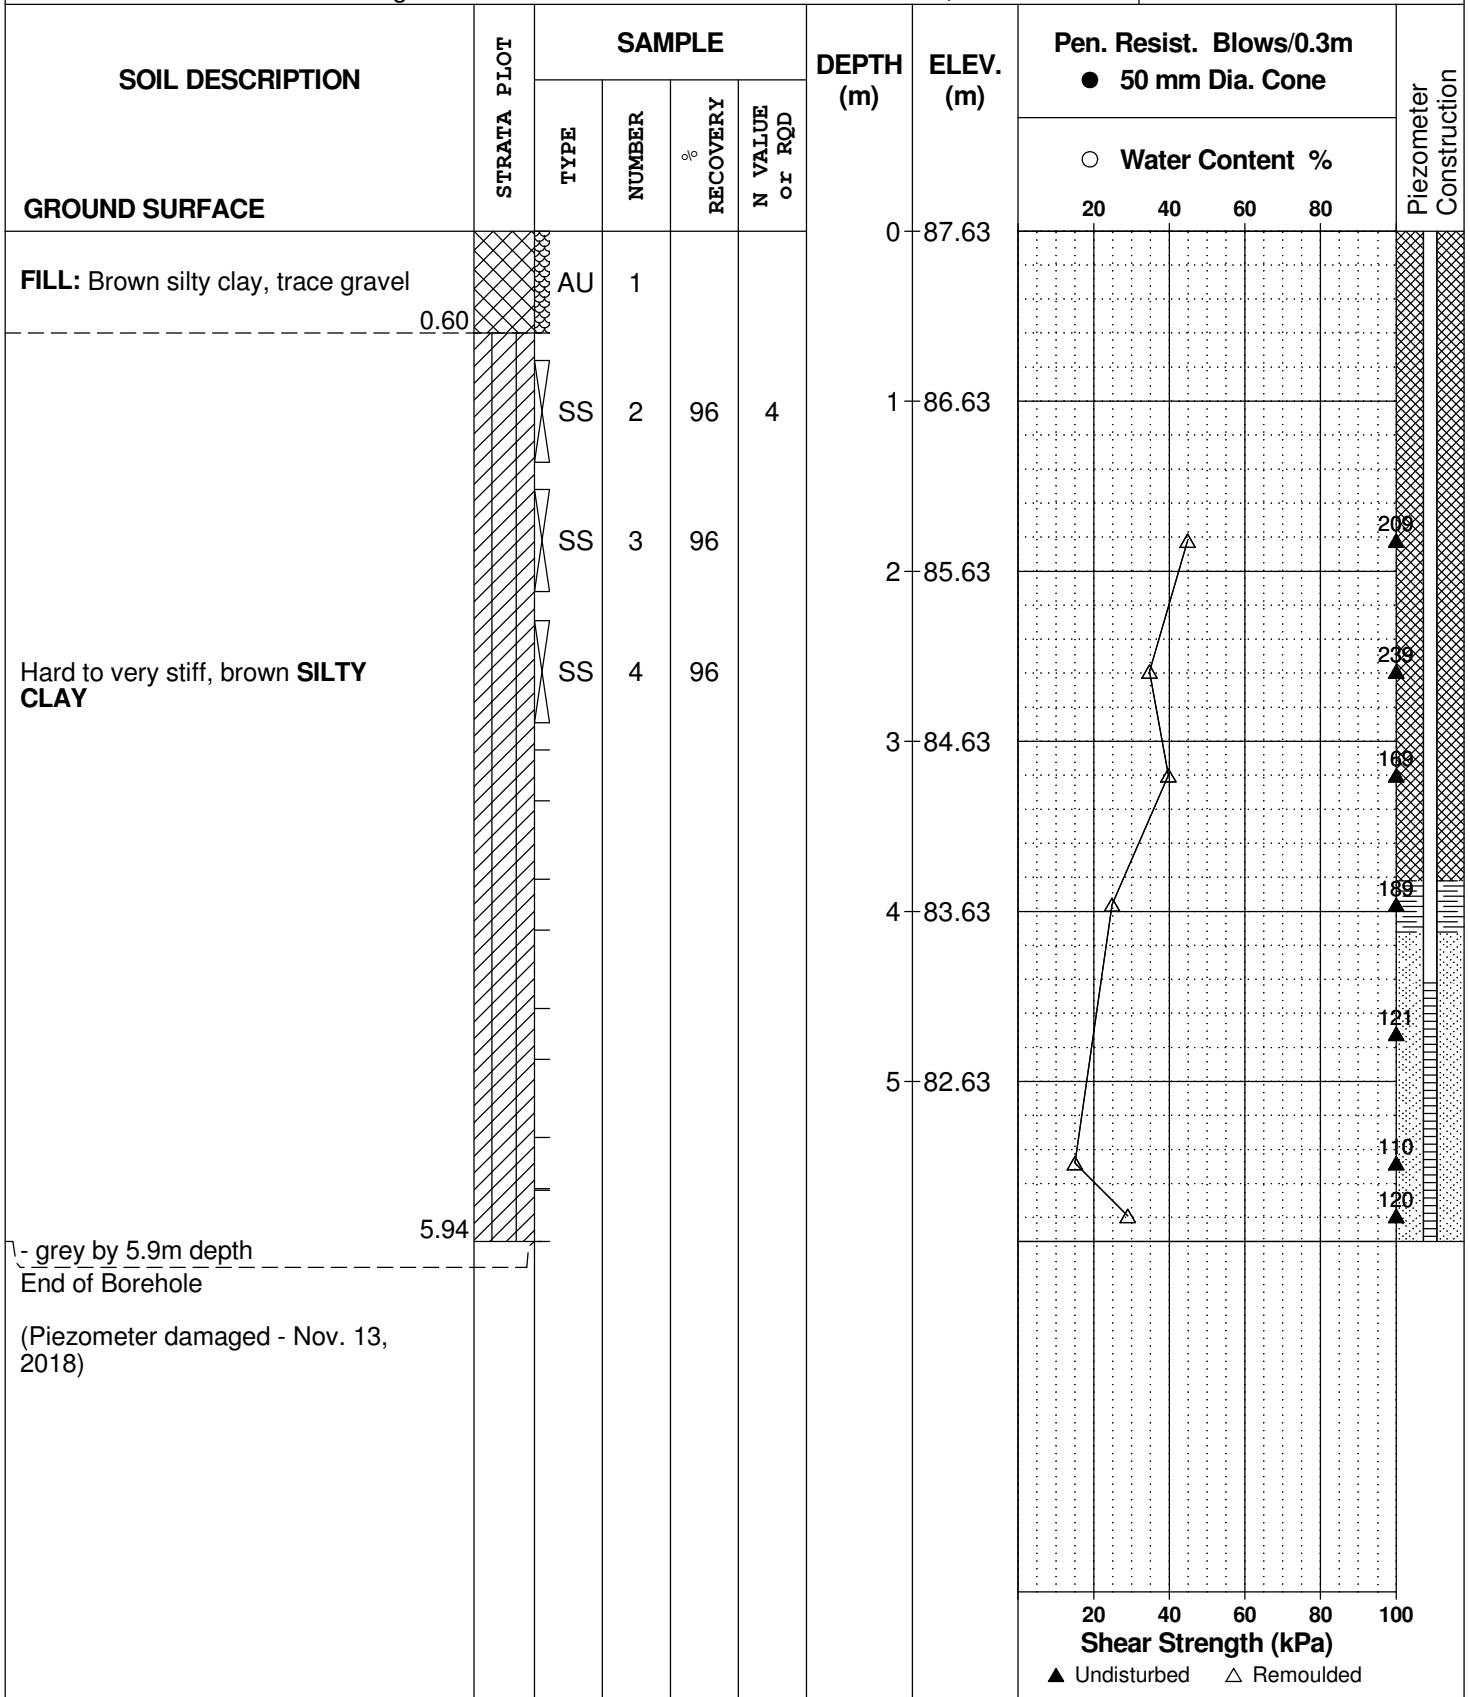 SOIL DESCRIPTION
GROUND SURFACE
STRATA PLOT
SAMPLE
TYPE
NUMBER
%
RECOVERY
N VALUE
or RQD
DEPTH
(m)
ELEV.
(m)
Pen. Resist. Blows/0.3m
● 50 mm Dia. Cone
○ Water Content %
20 40 60 80
Piezometer
Construction
0 87.63
FILL: Brown silty clay, trace gravel
0.60
AU 1
SS 2 96 4
1 86.63
SS 3 96
209
2 85.63
Hard to very stiff, brown SILTY
CLAY
SS 4 96
239
3 84.63
169
189
4 83.63
121
5 82.63
110
120
5.94
- grey by 5.9m depth
End of Borehole
(Piezometer damaged - Nov. 13,
2018)
20 40 60 80 100
Shear Strength (kPa)
▲ Undisturbed △ Remoulded